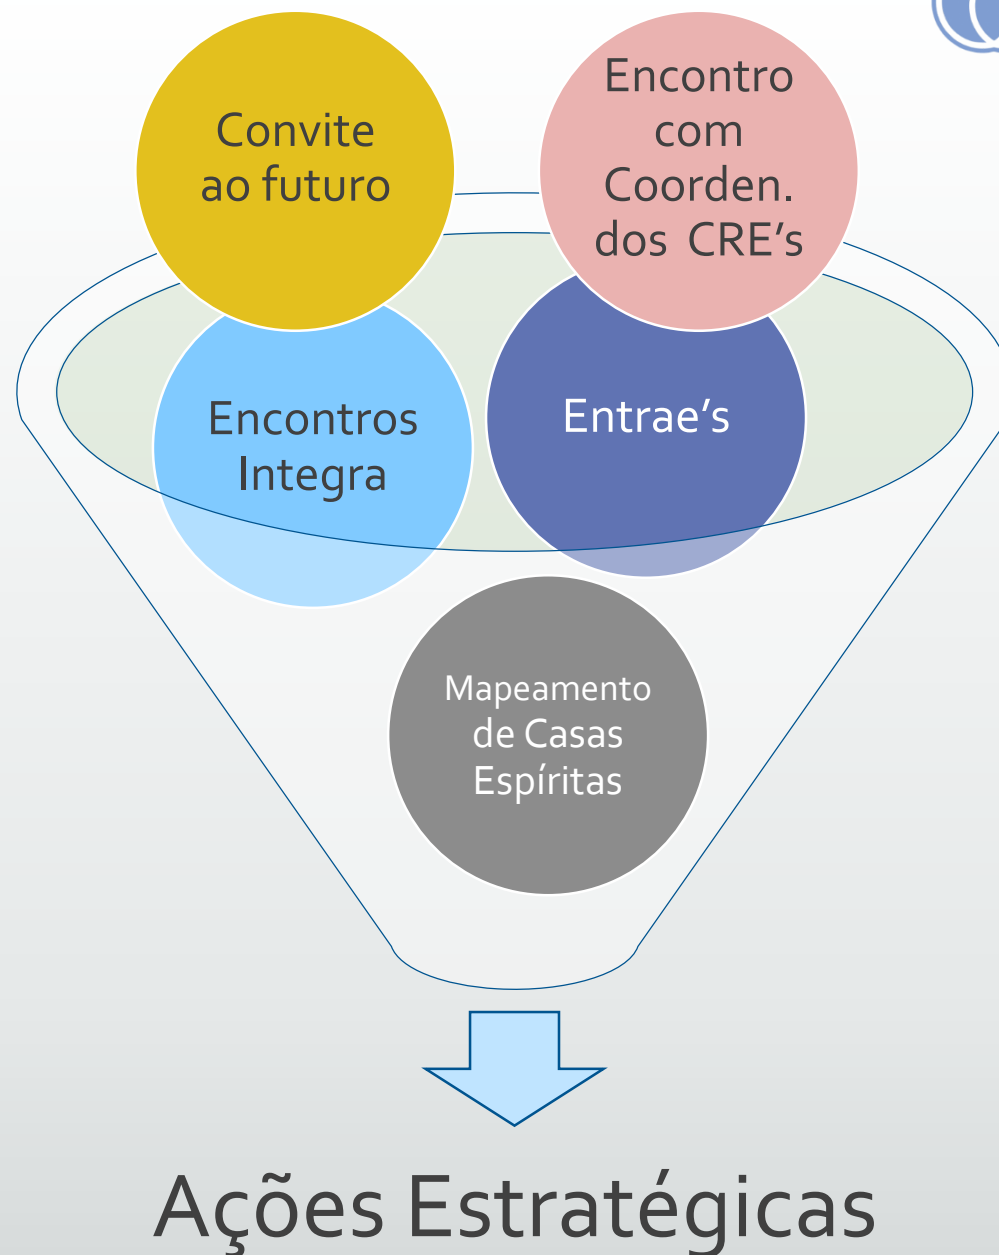 Convite
ao futuro
Encontro
com
Coorden.
dos CRE’s
Encontros
Integra
Entrae’s
Mapeamento
de Casas
Espíritas
Ações Estratégicas